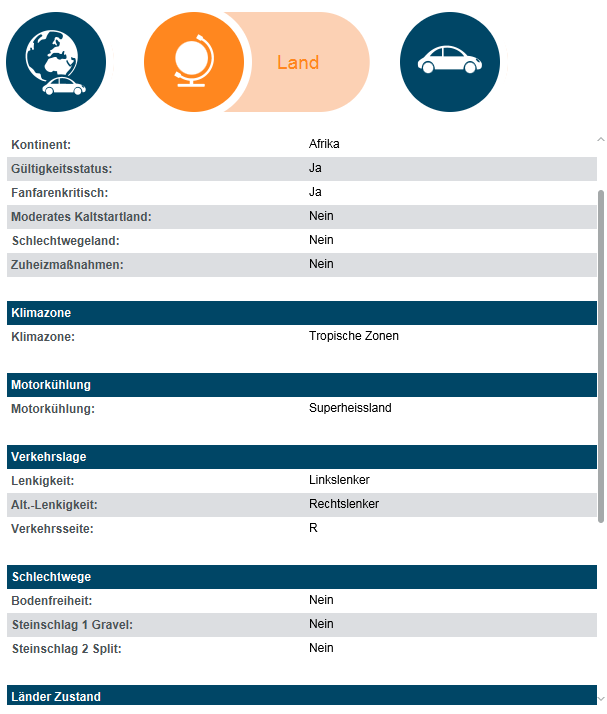 Land
Kontinent: Afrika
Gültigkeitsstatus: Ja
Fanfarenkritisch: Ja
Moderates Kaltstartland: Nein
Schlechtwegeland: Nein
Zuheizmaßnahmen: Nein
Klimazone
Klimazone: Tropische Zonen
Motorkühlung
Motorkühlung: Superheissland
Verkehrslage
Lenkigkeit: Linkslenker
Alt.-Lenkigkeit: Rechtslenker
Verkehrsseite: R
Schlechtwege
Bodenfreiheit: Nein
Steinschlag 1 Gravel: Nein
Steinschlag 2 Split: Nein
Länder Zustand